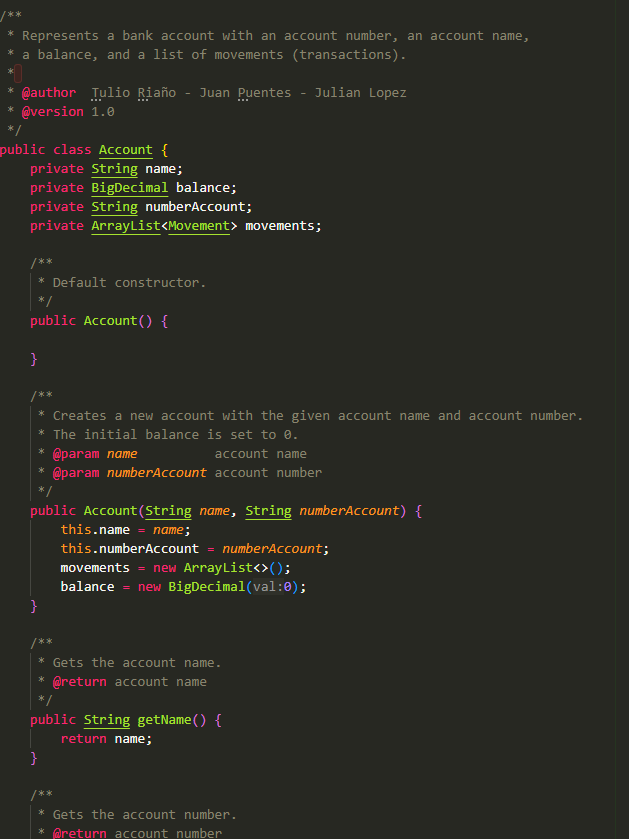 /**
 * Represents a bank account with an account number, an account name,
 * a balance, and a list of movements (transactions).
 *
 * @author  Tulio Riaño - Juan Puentes - Julian Lopez
 * @version 1.0
 */
public class Account {
    private String name;
    private BigDecimal balance;
    private String numberAccount;
    private ArrayList<Movement> movements;

    /**
     * Default constructor.
     */
    public Account() {

    }

    /**
     * Creates a new account with the given account name and account number.
     * The initial balance is set to 0.
     * @param name          account name
     * @param numberAccount account number
     */
    public Account(String name, String numberAccount) {
        this.name = name;
        this.numberAccount = numberAccount;
        movements = new ArrayList<>();
        balance = new BigDecimal(val:0);
    }

    /**
     * Gets the account name.
     * @return account name
     */
    public String getName() {
        return name;
    }

    /**
     * Gets the account number.
     * @return account number